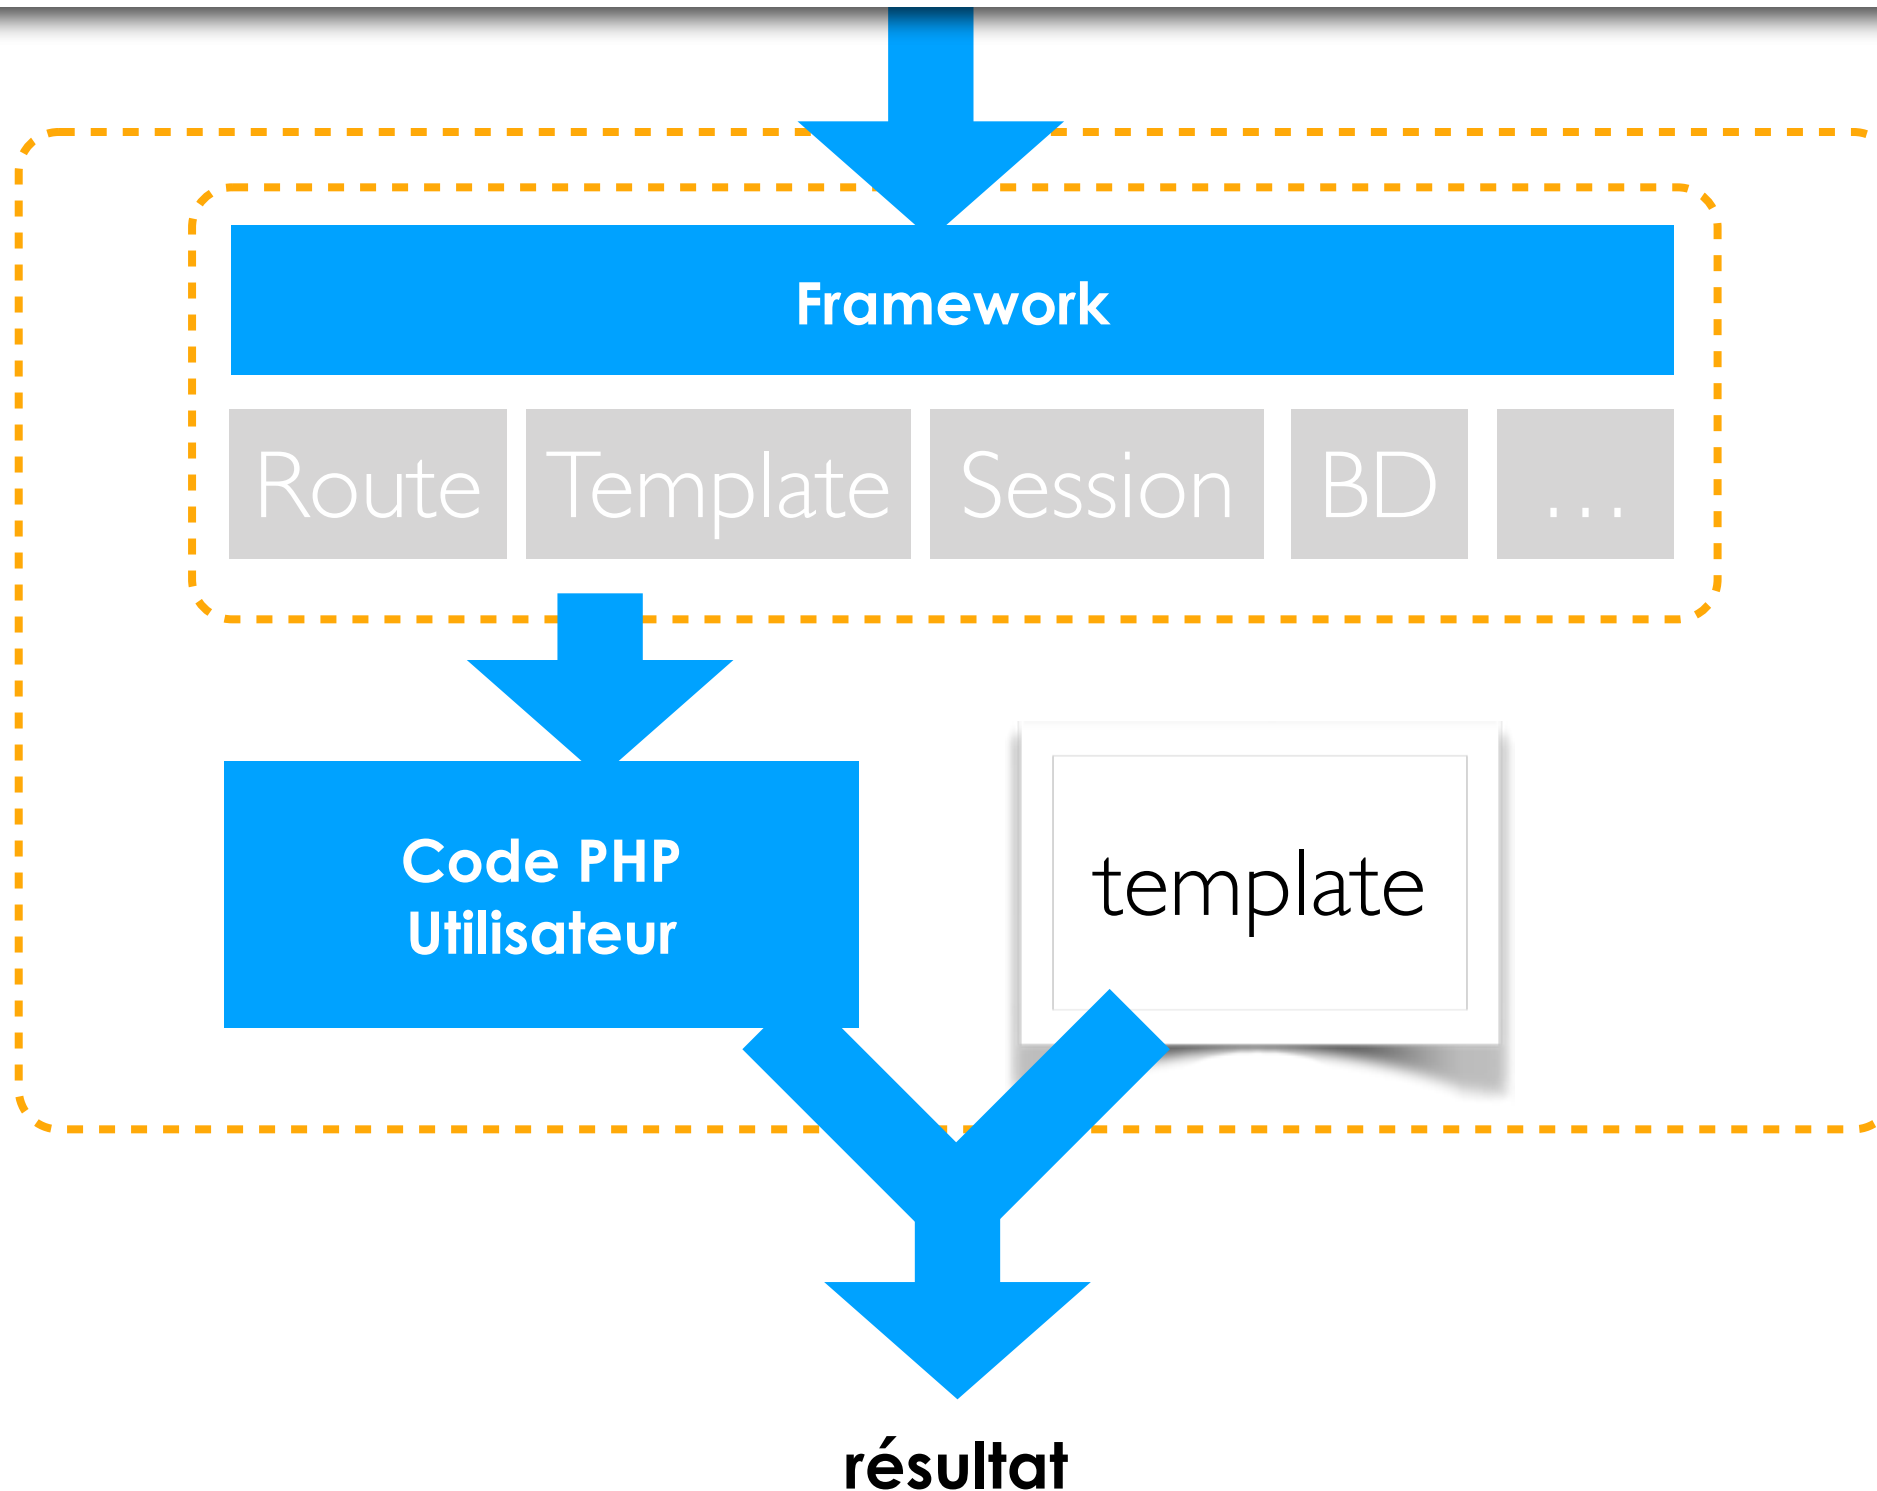 Framework
Route Template Session BD ...
Code PHP
Utilisateur
template
résultat